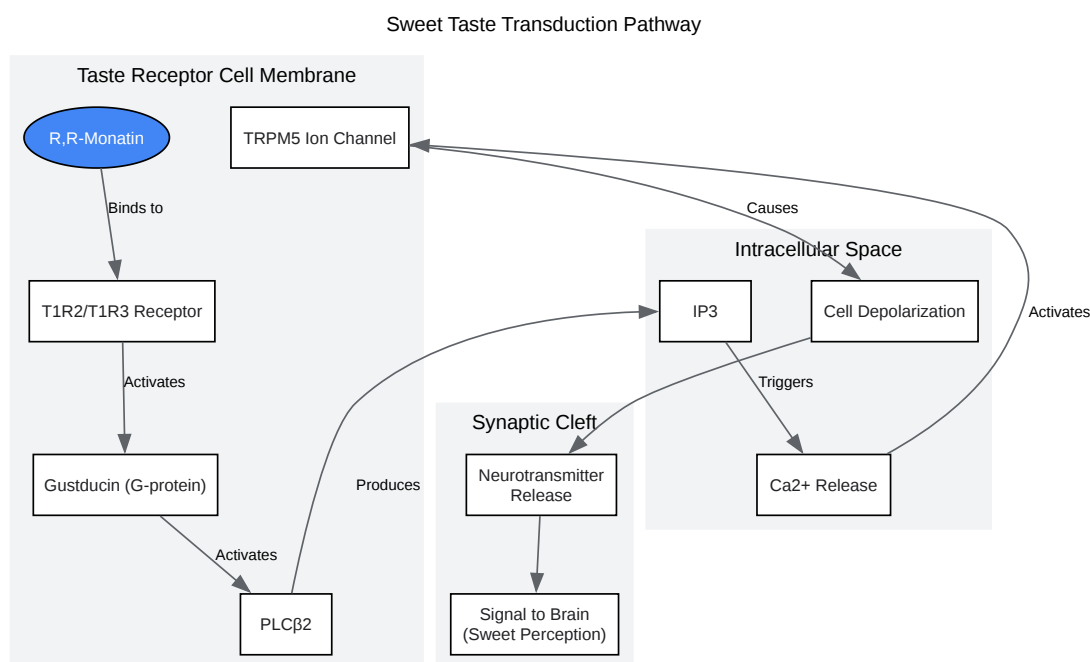 Sweet Taste Transduction Pathway
Taste Receptor Cell Membrane
R,R-Monatin
TRPM5 Ion Channel
Binds to
Causes
Intracellular Space
T1R2/T1R3 Receptor
IP3
Cell Depolarization
Activates
Activates
Triggers
Synaptic Cleft
Gustducin (G-protein)
Produces
Neurotransmitter
Release
Ca2+ Release
Activates
PLCβ2
Signal to Brain
(Sweet Perception)